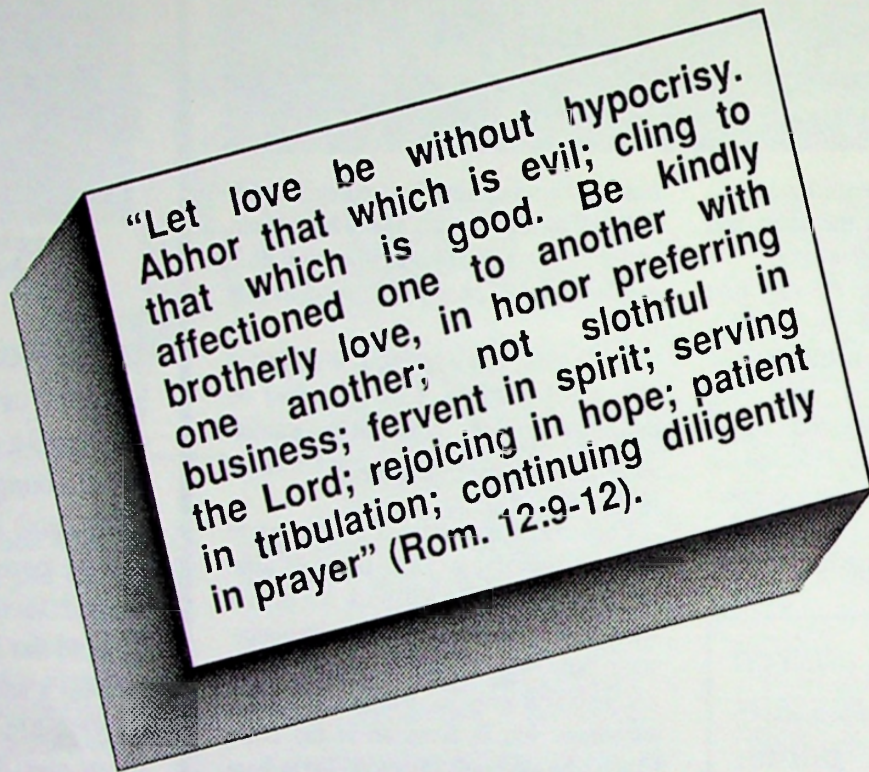 “Let love be without hypocrisy.
Abhor that which is evil; cling to
that which is good. Be kindly
affectioned one to another with
brotherly love, in honor preferring
one another; not slothful in
business; fervent in spirit; serving
the Lord; rejoicing in hope; patient
in tribulation; continuing diligently
in prayer” (Rom. 12:9-12).